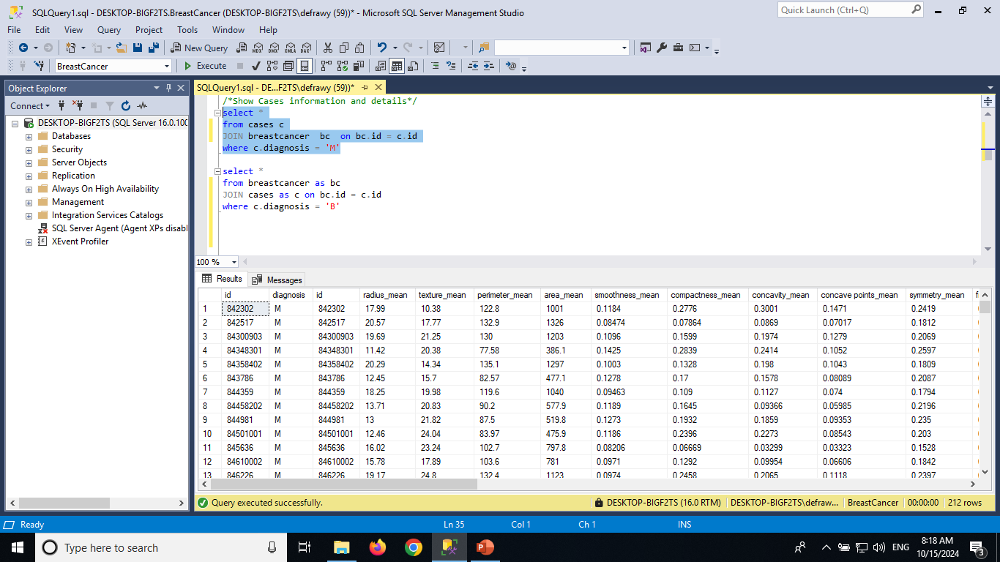 SQLQuery1.sql - DESKTOP-BIGF2TS.BreastCancer (DESKTOP-BIGF2TS\defrawy (59))* - Microsoft SQL Server Management Studio
Quick Launch (Ctrl+Q)
File Edit View Query Project Tools Window Help
New Query MDX DMX XMLA DAX
BreastCancer Execute
Object Explorer
SQLQuery1.sql - DE...F2TS\defrawy (59))*
Connect
DESKTOP-BIGF2TS (SQL Server 16.0.100
Databases
Security
Server Objects
Replication
Always On High Availability
Management
Integration Services Catalogs
SQL Server Agent (Agent XPs disabl
XEvent Profiler
/*Show Cases information and details*/
select *
from cases c
JOIN breastcancer  bc  on bc.id = c.id
where c.diagnosis = 'M'
select *
from breastcancer as bc
JOIN cases as c on bc.id = c.id
where c.diagnosis = 'B'
100 %
Results Messages
id diagnosis id radius_mean texture_mean perimeter_mean area_mean smoothness_mean compactness_mean concavity_mean concave points_mean symmetry_mean f
1 842302 M 842302 17.99 10.38 122.8 1001 0.1184 0.2776 0.3001 0.1471 0.2419
2 842517 M 842517 20.57 17.77 132.9 1326 0.08474 0.07864 0.0869 0.07017 0.1812
3 84300903 M 84300903 19.69 21.25 130 1203 0.1096 0.1599 0.1974 0.1279 0.2069
4 84348301 M 84348301 11.42 20.38 77.58 386.1 0.1425 0.2839 0.2414 0.1052 0.2597
5 84358402 M 84358402 20.29 14.34 135.1 1297 0.1003 0.1328 0.198 0.1043 0.1809
6 843786 M 843786 12.45 15.7 82.57 477.1 0.1278 0.17 0.1578 0.08089 0.2087
7 844359 M 844359 18.25 19.98 119.6 1040 0.09463 0.109 0.1127 0.074 0.1794
8 84458202 M 84458202 13.71 20.83 90.2 577.9 0.1189 0.1645 0.09366 0.05985 0.2196
9 844981 M 844981 13 21.82 87.5 519.8 0.1273 0.1932 0.1859 0.09353 0.235
10 84501001 M 84501001 12.46 24.04 83.97 475.9 0.1186 0.2396 0.2273 0.08543 0.203
11 845636 M 845636 16.02 23.24 102.7 797.8 0.08206 0.06669 0.03299 0.03323 0.1528
12 84610002 M 84610002 15.78 17.89 103.6 781 0.0971 0.1292 0.09954 0.06606 0.1842
13 846226 M 846226 19.17 24.8 132.4 1123 0.0974 0.2458 0.2065 0.1118 0.2397
Query executed successfully. DESKTOP-BIGF2TS (16.0 RTM) DESKTOP-BIGF2TS\defraw... BreastCancer 00:00:00 212 rows
Ready Ln 35 Col 1 Ch 1 INS
Type here to search
ENG
8:18 AM
10/15/2024
3